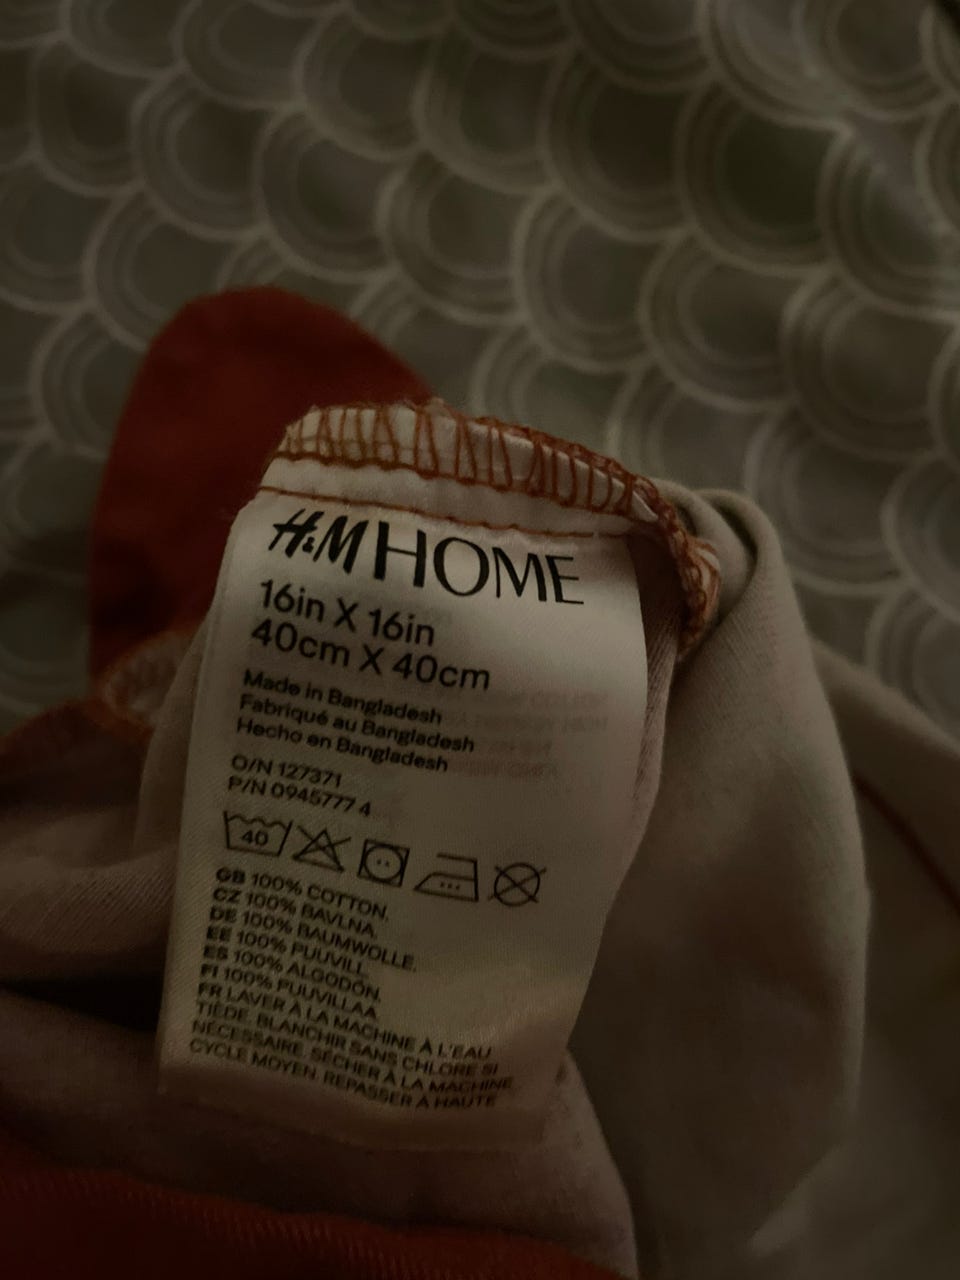 H&M HOME
16in X 16in
40cm X 40cm
Made in Bangladesh
Fabriqué au Bangladesh
Hecho en Bangladesh
O/N 127371
P/N 0945777 4
40
GB 100% COTTON.
CZ 100% BAVLNA.
DE 100% BAUMWOLLE.
EE 100% PUUVILL.
ES 100% ALGODÓN.
FI 100% PUUVILLAA.
FR LAVER À LA MACHINE À L'EAU
TIÈDE. BLANCHIR SANS CHLORE SI
NÉCESSAIRE. SÉCHER À LA MACHINE,
CYCLE MOYEN. REPASSER À HAUTE